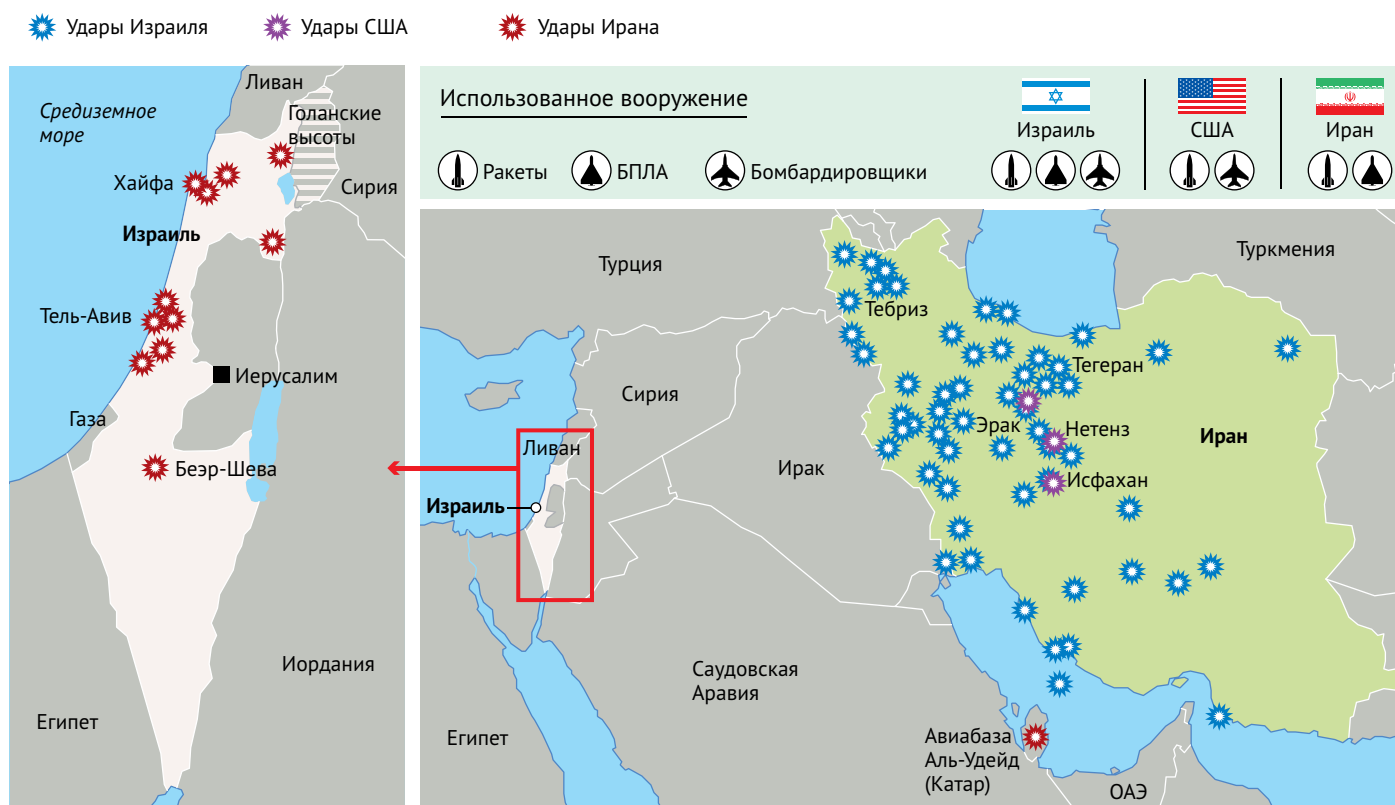 Удары Израиля
Удары США
Удары Ирана
Средиземное
море
Ливан
Голанские
высоты
Хайфа
Сирия
Израиль
Тель-Авив
Иерусалим
Газа
Беэр-Шева
Иордания
Египет
Использованное вооружение
Ракеты
БПЛА
Бомбардировщики
Израиль
США
Иран
Турция
Туркмения
Тебриз
Тегеран
Сирия
Эрак
Нетенз
Иран
Ливан
Ирак
Исфахан
Израиль
Саудовская
Аравия
Египет
Авиабаза
Аль-Удейд
(Катар)
ОАЭ